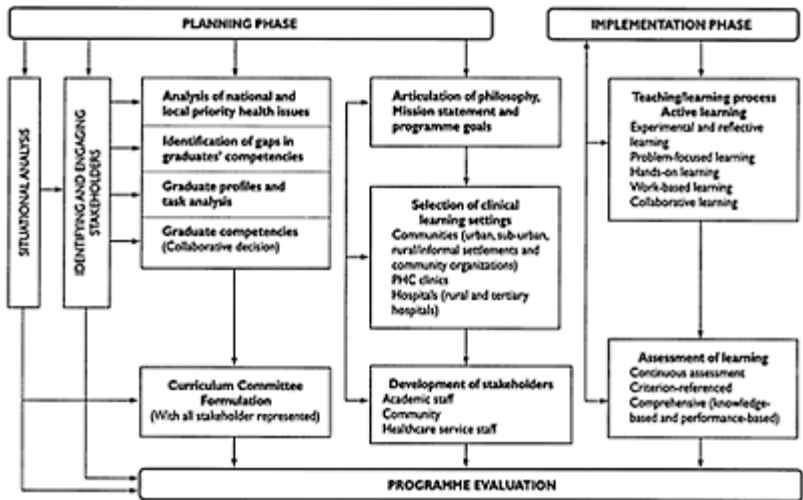 PLANNING PHASE
IMPLEMENTATION PHASE
SITUATIONAL ANALYSIS
IDENTIFYING AND ENGAGING
STAKEHOLDERS
Analysis of national and
local priority health issues
Identification of gaps in
graduates' competencies
Graduate profiles and
task analysis
Graduate competencies
(Collaborative decision)
Curriculum Committee
Formulation
(With all stakeholder represented)
Articulation of philosophy,
Mission statement and
programme goals
Selection of clinical
learning settings
Communities (urban, sub-urban,
rural/informal settlements and
community organizations)
PHC clinics
Hospitals (rural and tertiary
hospitals)
Development of stakeholders
Academic staff
Community
Healthcare service staff
Teaching/learning process
Active learning
Experimental and reflective
learning
Problem-focused learning
Hands-on learning
Work-based learning
Collaborative learning
Assessment of learning
Continuous assessment
Criterion-referenced
Comprehensive (knowledge-
based and performance-based)
PROGRAMME EVALUATION